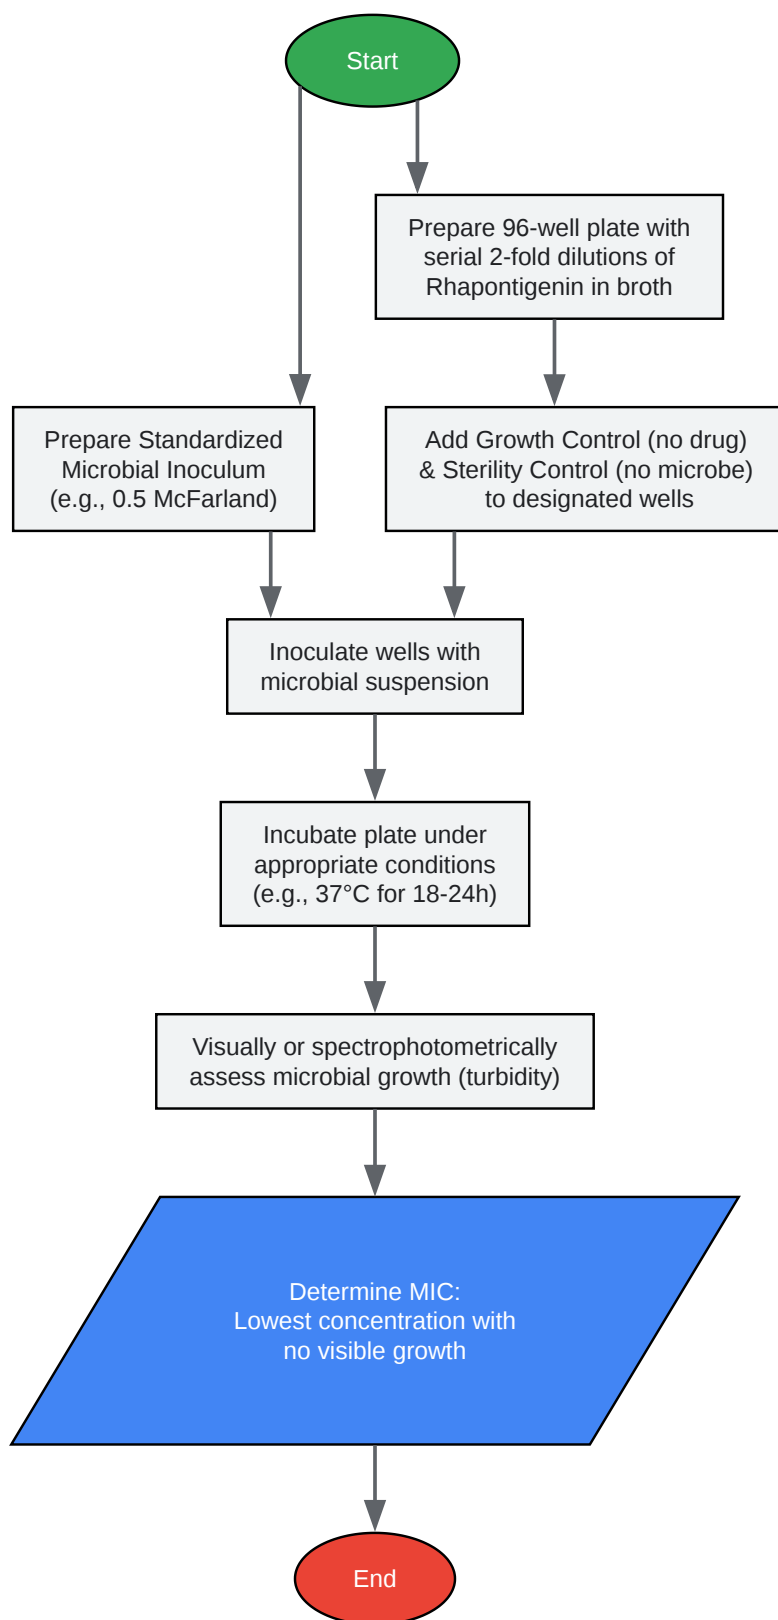 Start
Prepare 96-well plate with
serial 2-fold dilutions of
Rhapontigenin in broth
Prepare Standardized
Microbial Inoculum
(e.g., 0.5 McFarland)
Add Growth Control (no drug)
& Sterility Control (no microbe)
to designated wells
Inoculate wells with
microbial suspension
Incubate plate under
appropriate conditions
(e.g., 37°C for 18-24h)
Visually or spectrophotometrically
assess microbial growth (turbidity)
Determine MIC:
Lowest concentration with
no visible growth
End